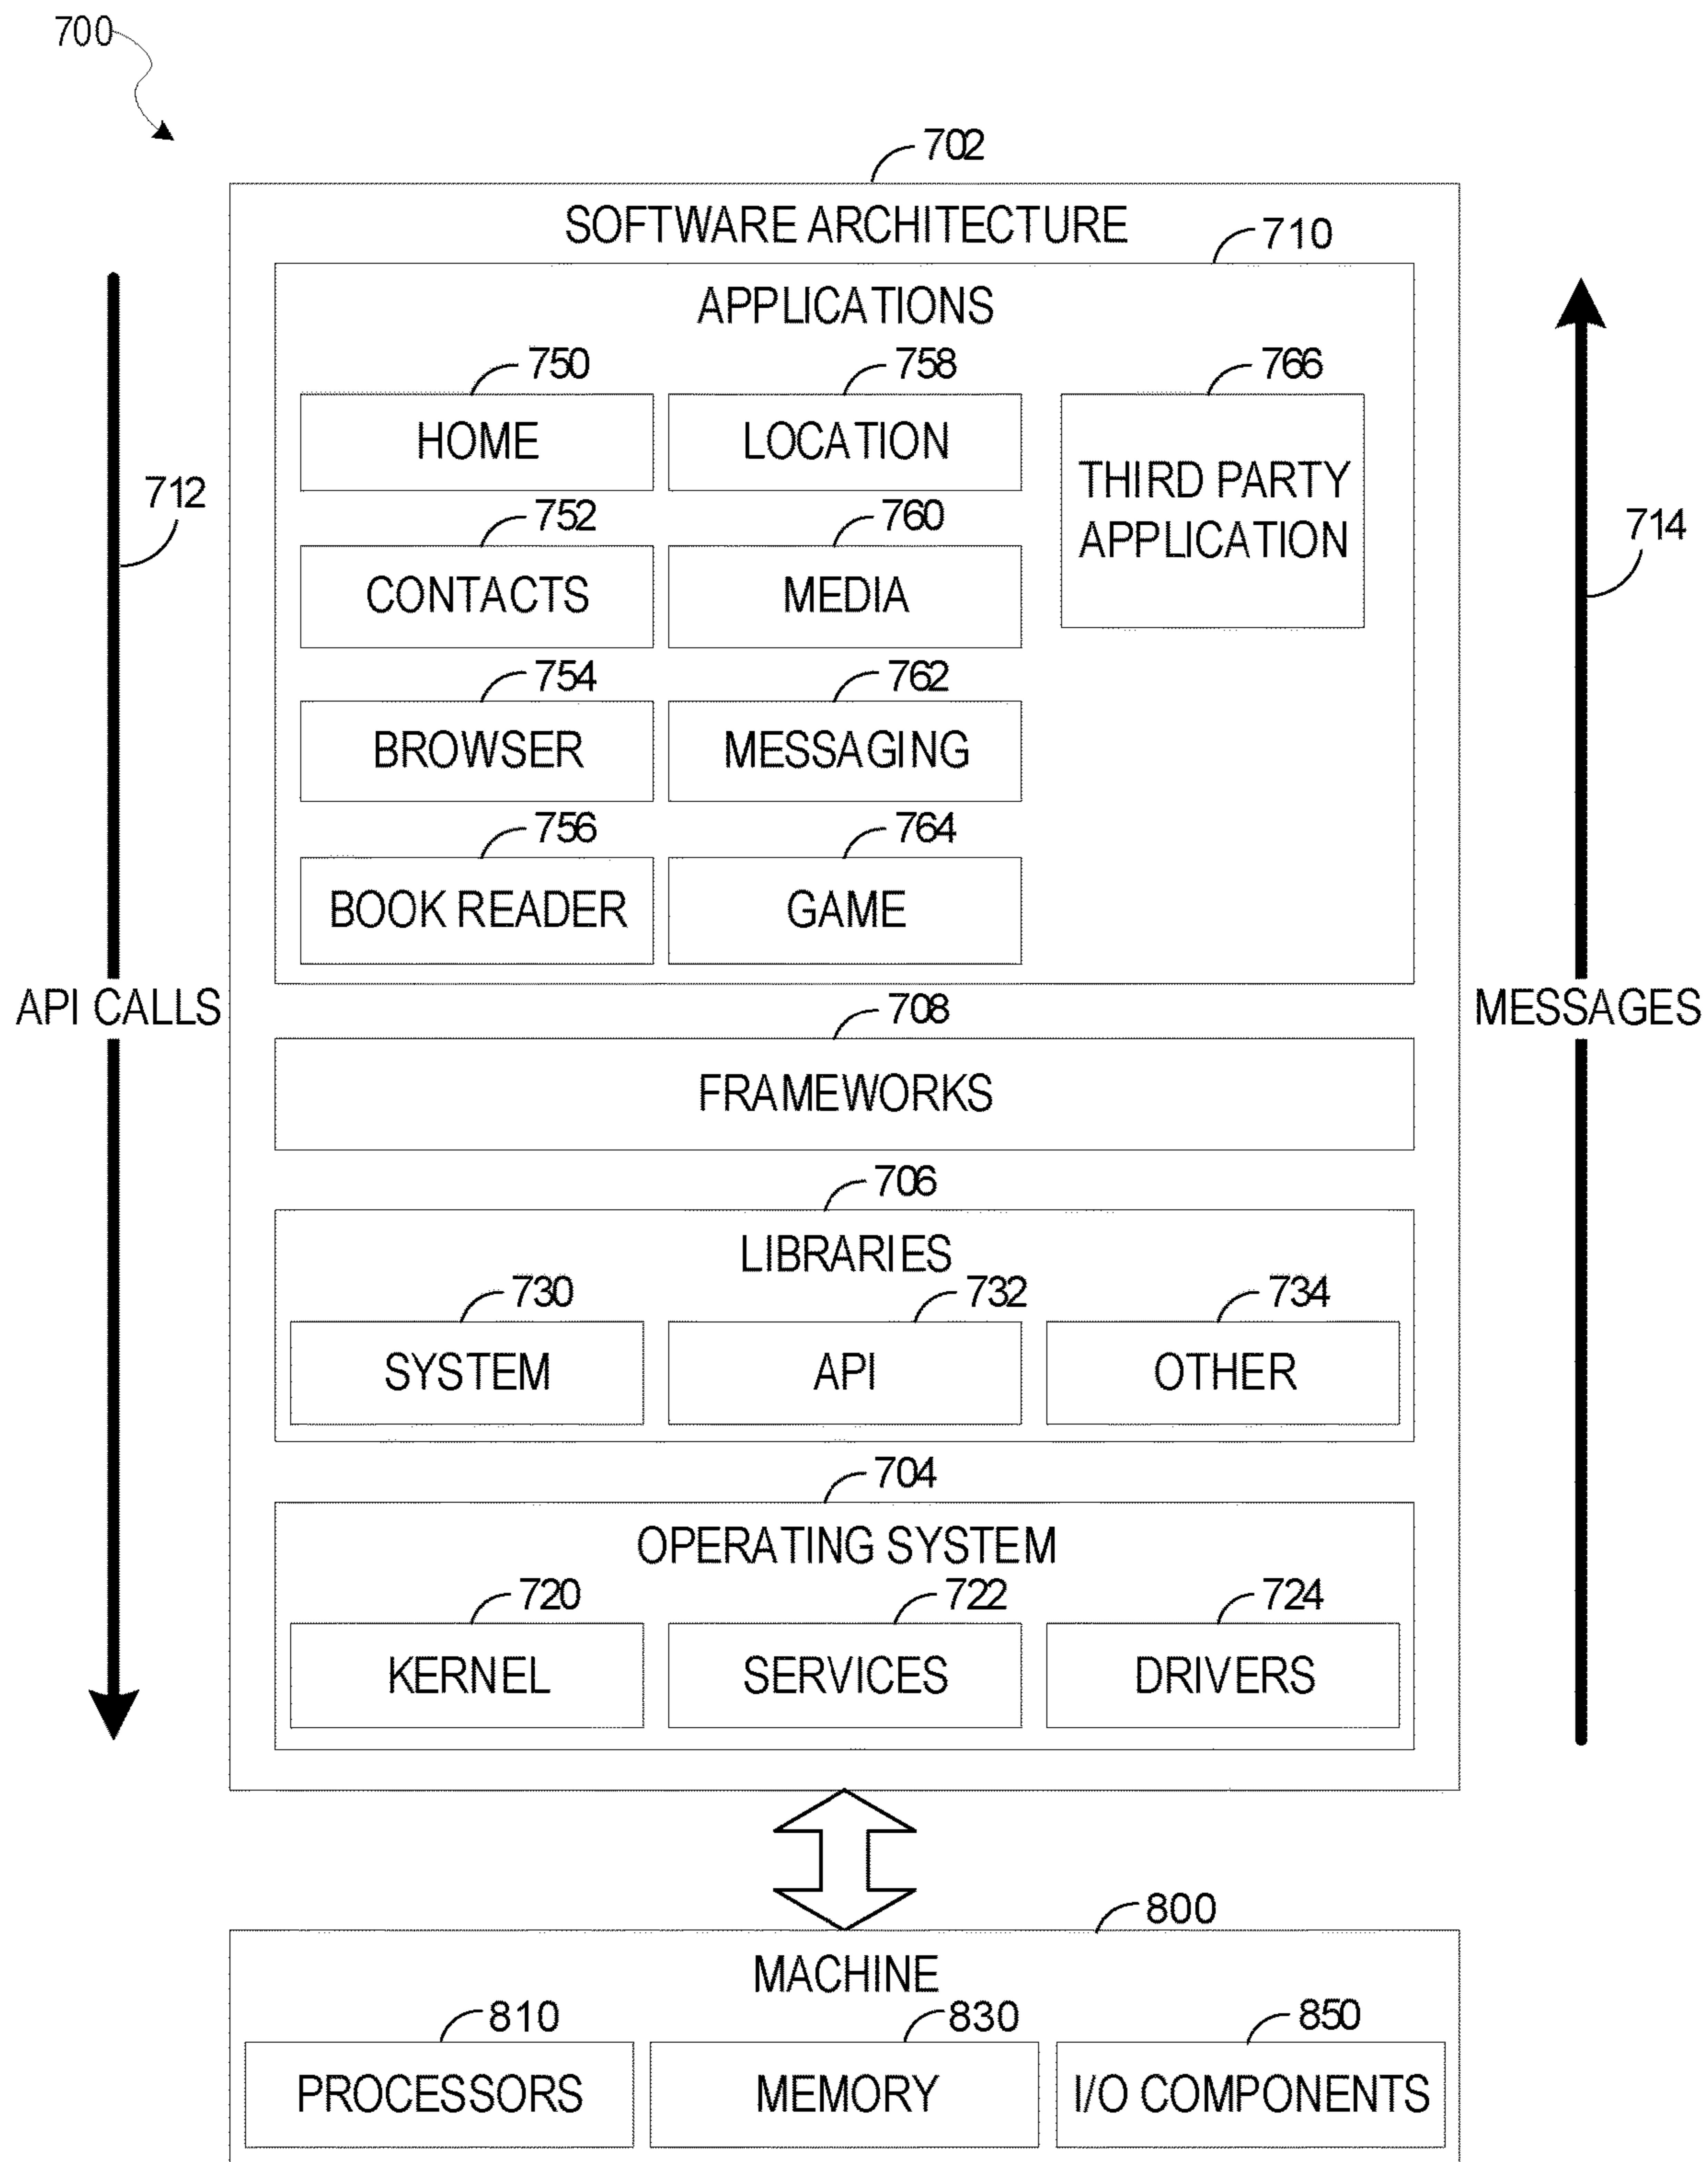 700
702
SOFTWARE ARCHITECTURE
710
APPLICATIONS
750
758
766
HOME
LOCATION
THIRD PARTY
APPLICATION
712
714
752
760
CONTACTS
MEDIA
754
762
BROWSER
MESSAGING
756
764
BOOK READER
GAME
API CALLS
MESSAGES
708
FRAMEWORKS
706
LIBRARIES
730
732
734
SYSTEM
API
OTHER
704
OPERATING SYSTEM
720
722
724
KERNEL
SERVICES
DRIVERS
800
MACHINE
810
830
850
PROCESSORS
MEMORY
I/O COMPONENTS